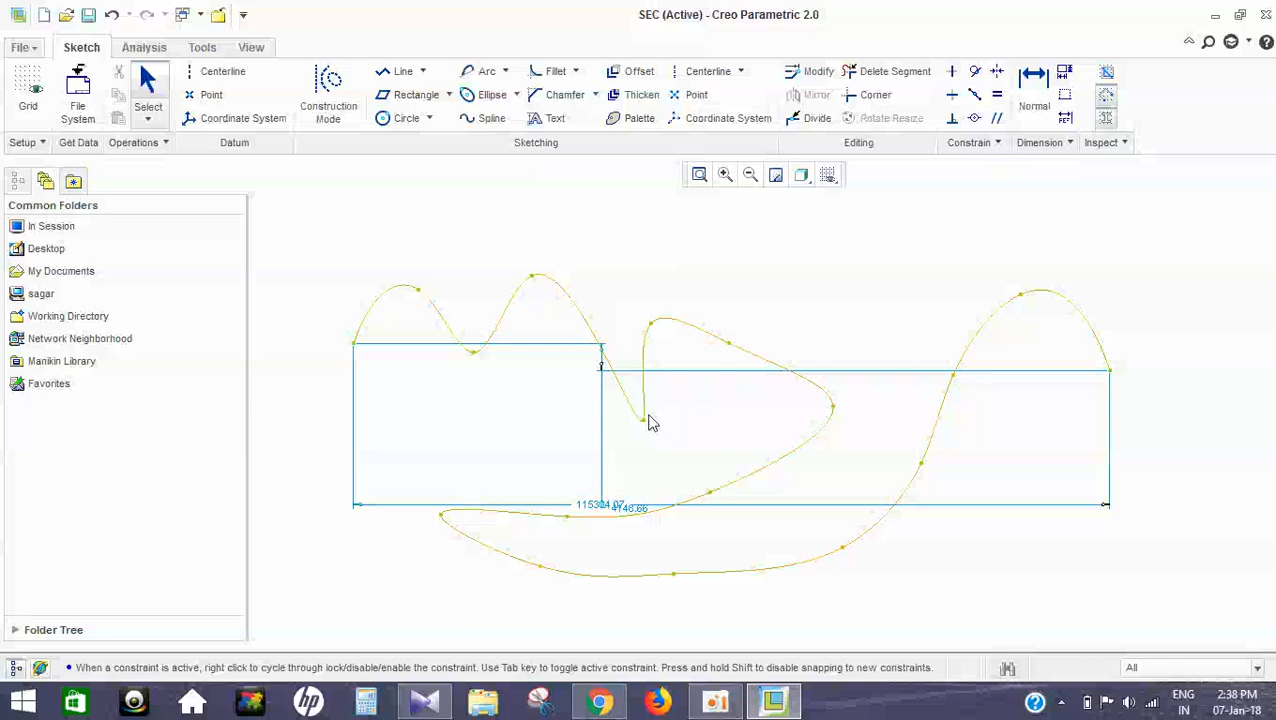 SEC (Active) - Creo Parametric 2.0
File Sketch Analysis Tools View
Centerline Line Arc Fillet Offset Centerline Modify Delete Segment
Grid File System Select Point Construction Mode Rectangle Ellipse Chamfer Thicken Point Mirror Corner Normal
Coordinate System Circle Spline Text Palette Coordinate System Divide Rotate Resize
Setup Get Data Operations Datum Sketching Editing Constrain Dimension Inspect
Common Folders
In Session
Desktop
My Documents
sagar
Working Directory
Network Neighborhood
Manikin Library
Favorites
Folder Tree
When a constraint is active, right click to cycle through lock/disable/enable the constraint. Use Tab key to toggle active constraint. Press and hold Shift to disable snapping to new constraints.
All
ENG 2:38 PM
IN 07-Jan-18